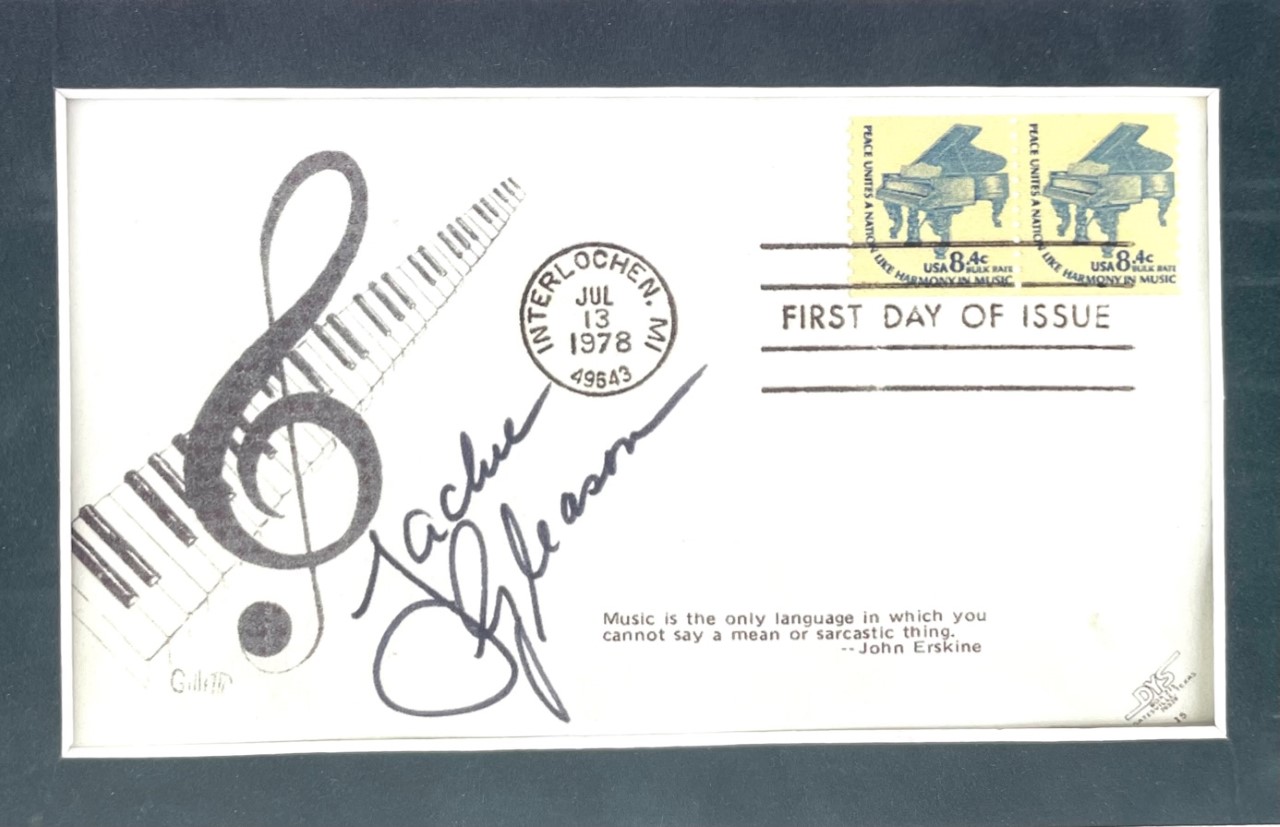 PEACE UNITES A NATION LIKE HARMONY IN MUSIC
USA 8.4c
BULK RATE
PEACE UNITES A NATION LIKE HARMONY IN MUSIC
USA 8.4c
BULK RATE
INTERLOCHEN, MI
JUL
13
1978
49643
FIRST DAY OF ISSUE
Jackie
Gleason
Music is the only language in which you
cannot say a mean or sarcastic thing.
--John Erskine
DYS
TEXAS